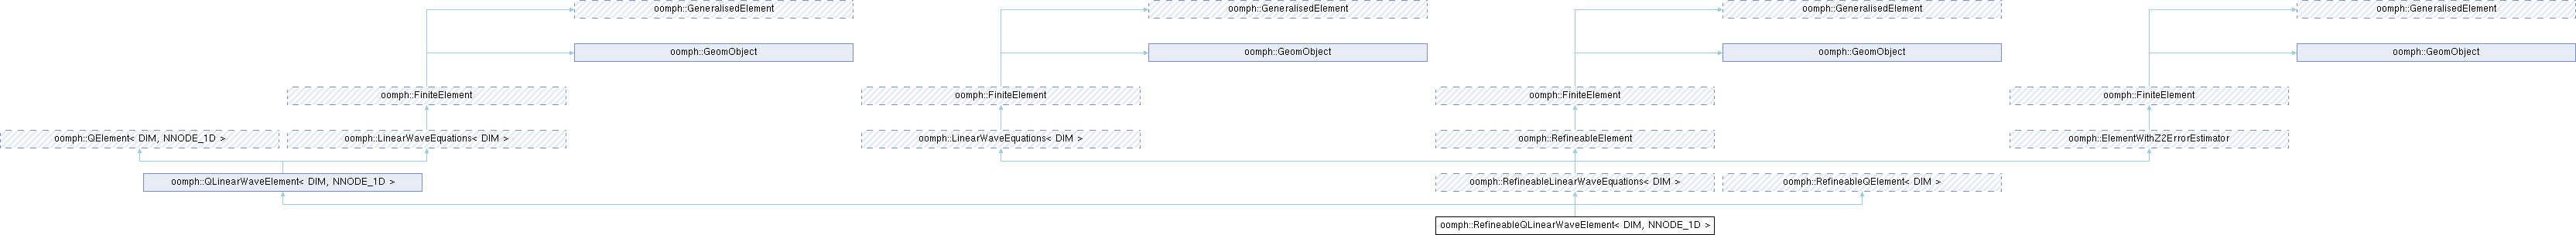 oomph::GeneralisedElement oomph::GeneralisedElement oomph::GeneralisedElement oomph::GeneralisedElement
oomph::GeomObject oomph::GeomObject oomph::GeomObject oomph::GeomObject
oomph::FiniteElement oomph::FiniteElement oomph::FiniteElement oomph::FiniteElement
oomph::QElement< DIM, NNODE_1D > oomph::LinearWaveEquations< DIM > oomph::LinearWaveEquations< DIM > oomph::RefineableElement oomph::ElementWithZ2ErrorEstimator
oomph::QLinearWaveElement< DIM, NNODE_1D > oomph::RefineableLinearWaveEquations< DIM > oomph::RefineableQElement< DIM >
oomph::RefineableQLinearWaveElement< DIM, NNODE_1D >